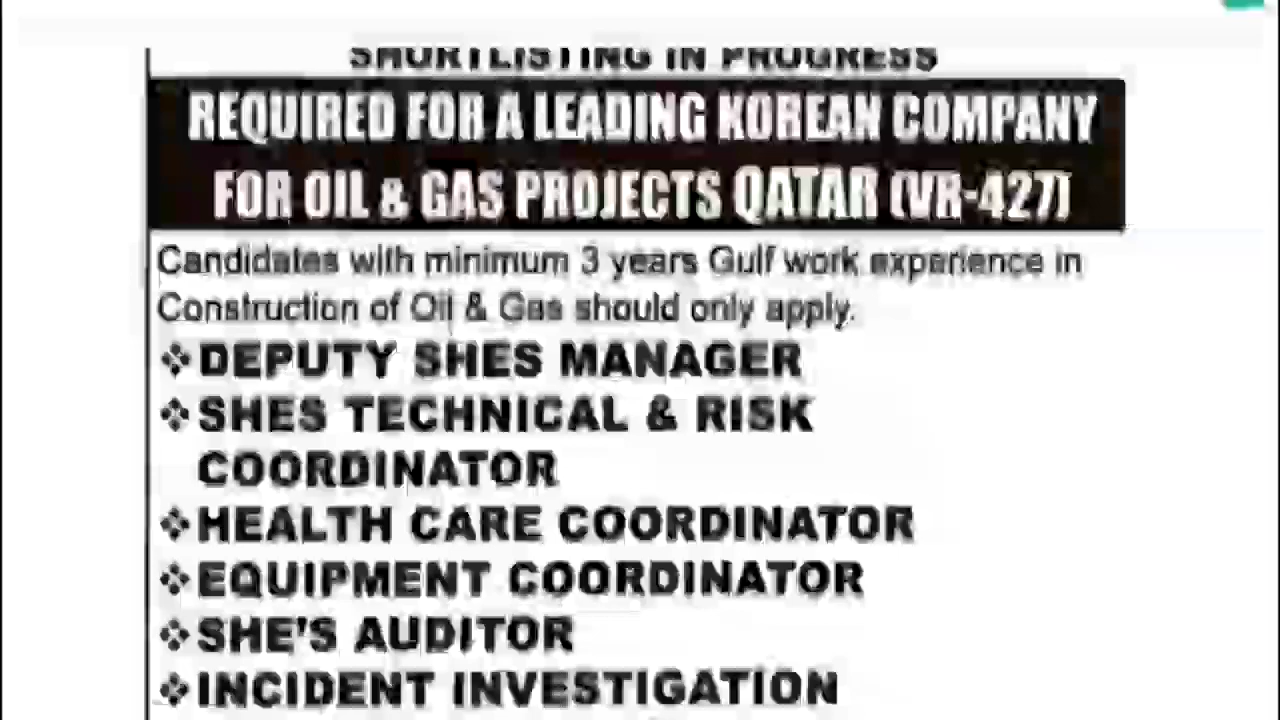 SHORTLISTING IN PROGRESS
REQUIRED FOR A LEADING KOREAN COMPANY
FOR OIL & GAS PROJECTS QATAR (VR-427)
Candidates with minimum 3 years Gulf work experience in
Construction of Oil & Gas should only apply.
❖DEPUTY SHES MANAGER
❖SHES TECHNICAL & RISK
COORDINATOR
❖HEALTH CARE COORDINATOR
❖EQUIPMENT COORDINATOR
❖SHE'S AUDITOR
❖INCIDENT INVESTIGATION